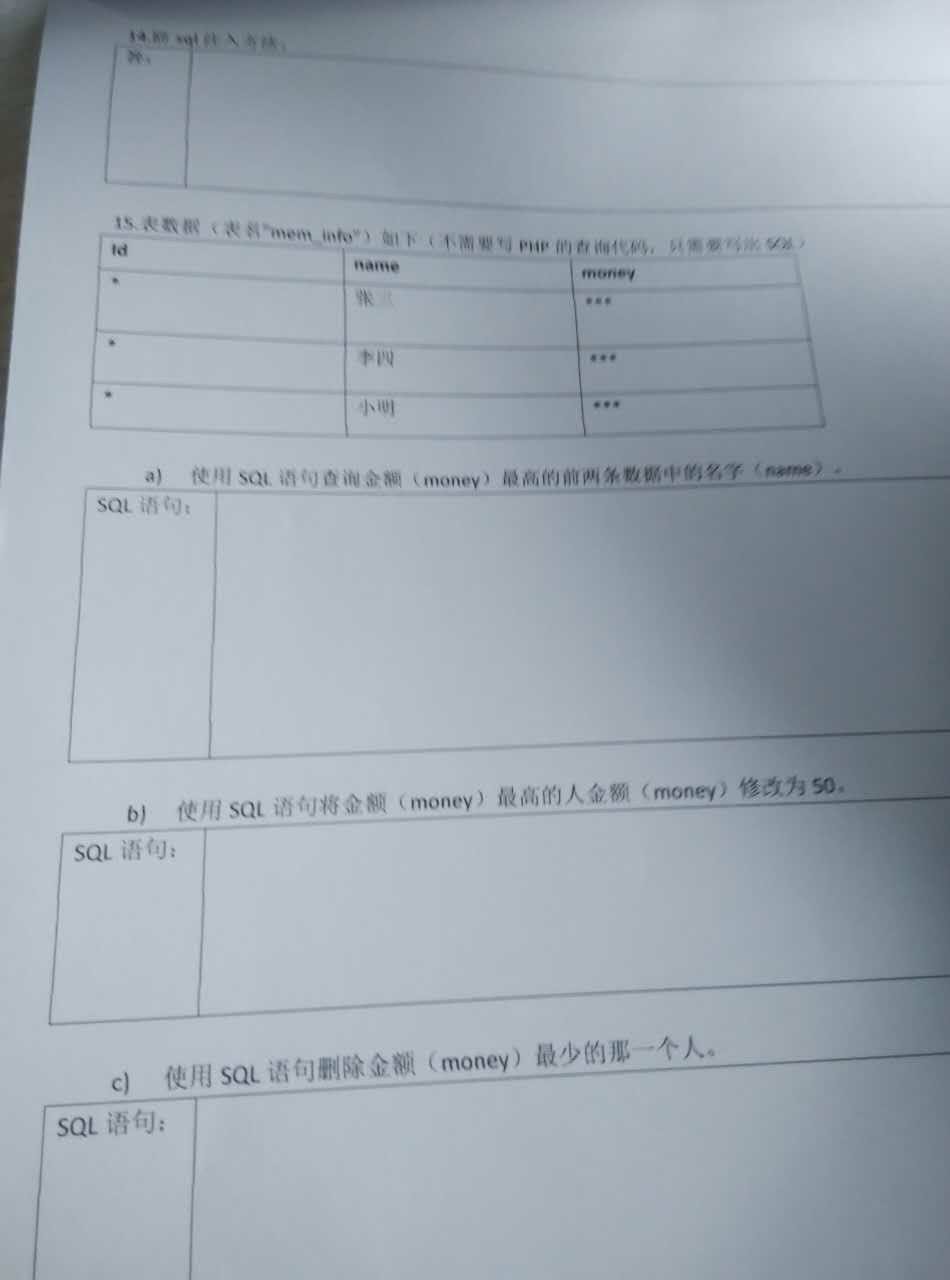 14.防 sql 注入方法：
答：
15.表数据（表名"mem_info"）如下（不需要写 PHP 的查询代码，只需要写出 SQL）
Id name money
* 张三 ***
* 李四 ***
* 小明 ***
a) 使用 SQL 语句查询金额（money）最高的前两条数据中的名字（name）。
SQL 语句：
b) 使用 SQL 语句将金额（money）最高的人金额（money）修改为 50。
SQL 语句：
c) 使用 SQL 语句删除金额（money）最少的那一个人。
SQL 语句：